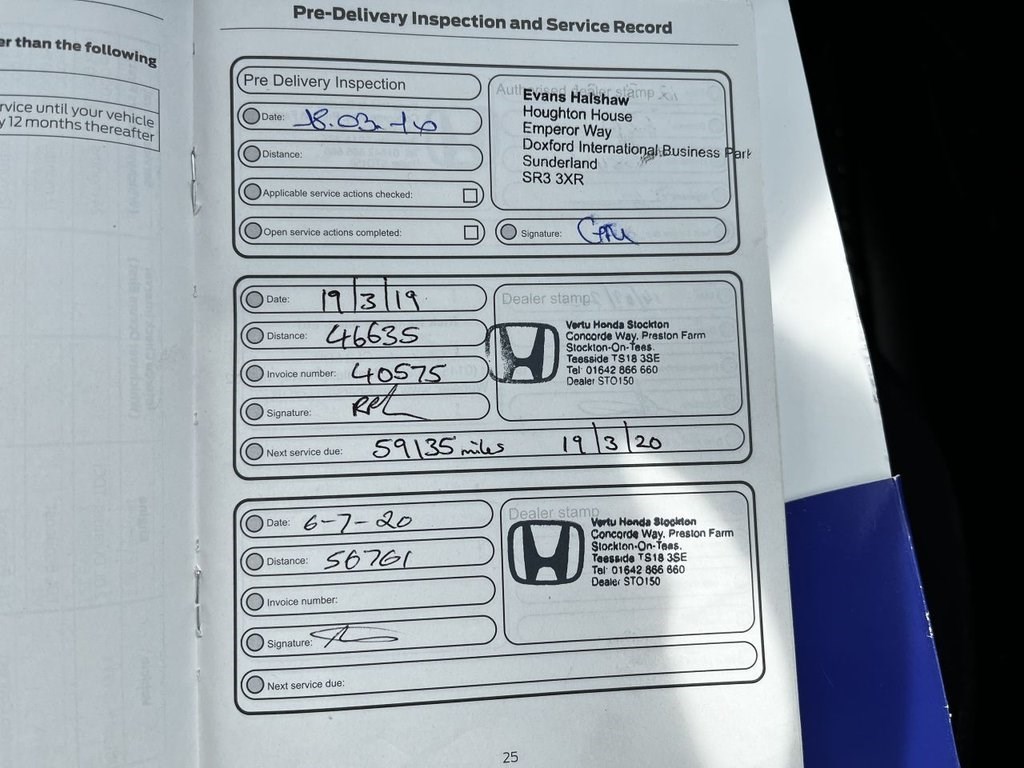 er than the following
rvice until your vehicle
y 12 months thereafter
Pre-Delivery Inspection and Service Record
Pre Delivery Inspection
Date: 18.03.
Distance:
Applicable service actions checked:
Open service actions completed:
Authorised dealer stamp
Evans Halshaw
Houghton House
Emperor Way
Doxford International Business Park
Sunderland
SR3 3XR
Signature:
Date: 19/3/19
Distance: 46635
Invoice number: 40575
Signature:
Dealer stamp
Vertu Honda Stockton
Concorde Way, Preston Farm
Stockton-On-Tees.
Teesside TS18 3SE
Tel: 01642 866 660
Dealer STO150
Next service due: 59135 miles 19/3/20
Date: 6-7-20
Distance: 56761
Invoice number:
Signature:
Dealer stamp
Vertu Honda Stockton
Concorde Way, Preston Farm
Stockton-On-Tees.
Teesside TS18 3SE
Tel: 01642 866 660
Dealer STO150
Next service due:
25